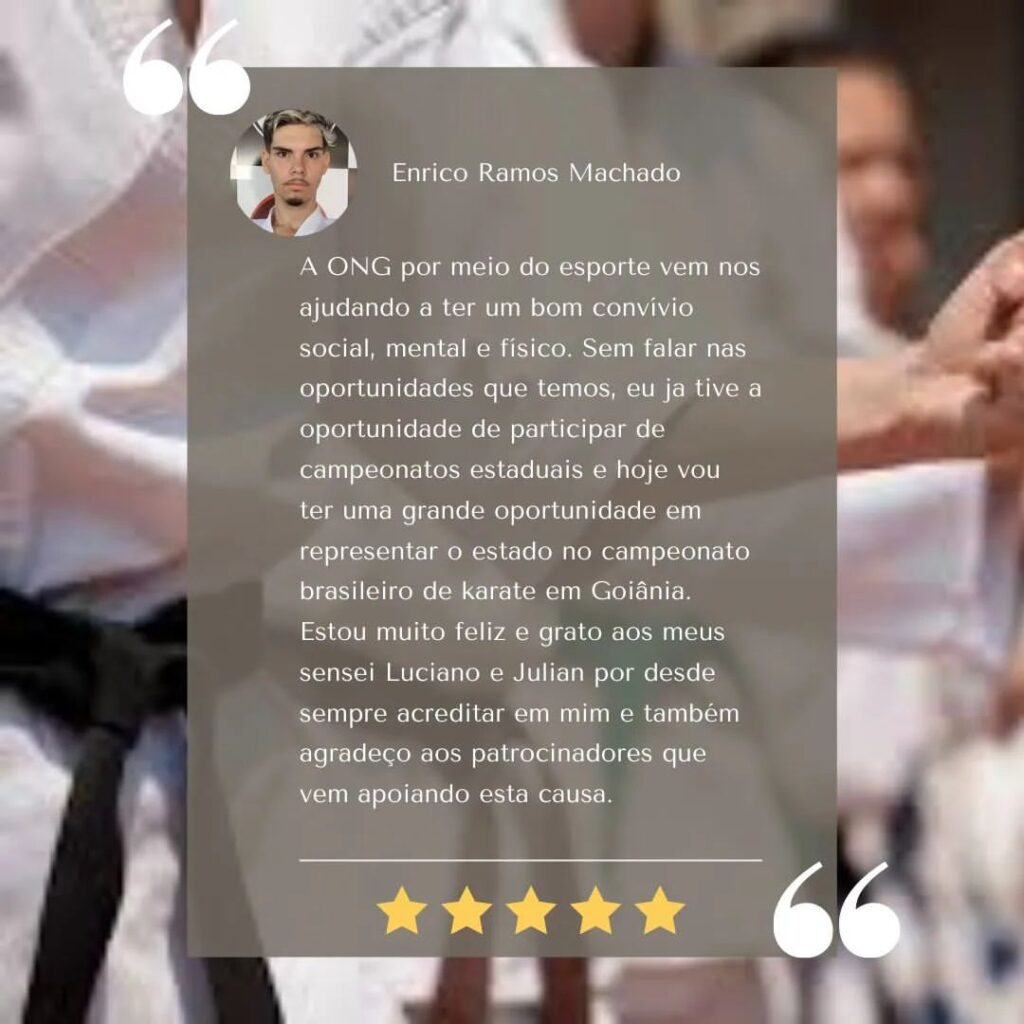 Enrico Ramos Machado
A ONG por meio do esporte vem nos
ajudando a ter um bom convívio
social, mental e físico. Sem falar nas
oportunidades que temos, eu ja tive a
oportunidade de participar de
campeonatos estaduais e hoje vou
ter uma grande oportunidade em
representar o estado no campeonato
brasileiro de karate em Goiânia.
Estou muito feliz e grato aos meus
sensei Luciano e Julian por desde
sempre acreditar em mim e também
agradeço aos patrocinadores que
vem apoiando esta causa.